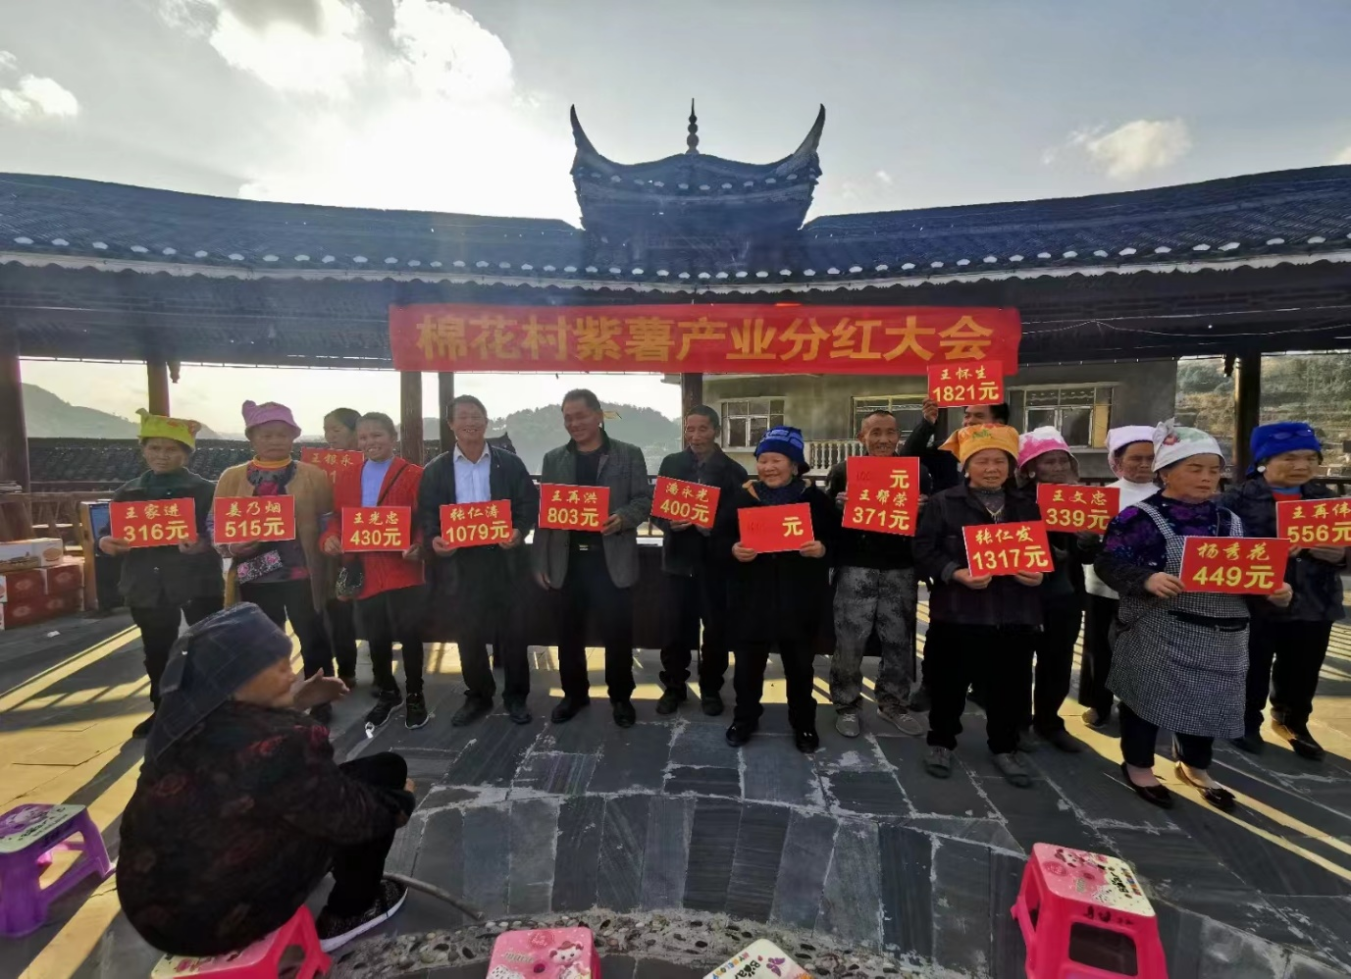 棉花村紫薯产业分红大会
王怀生
1821元
王家进
316元
姜乃烟
515元
王光忠
430元
张仁涛
1079元
王再洪
803元
潘永光
400元
元
元
王帮荣
371元
张仁发
1317元
王文忠
339元
杨秀花
449元
王再伟
556元